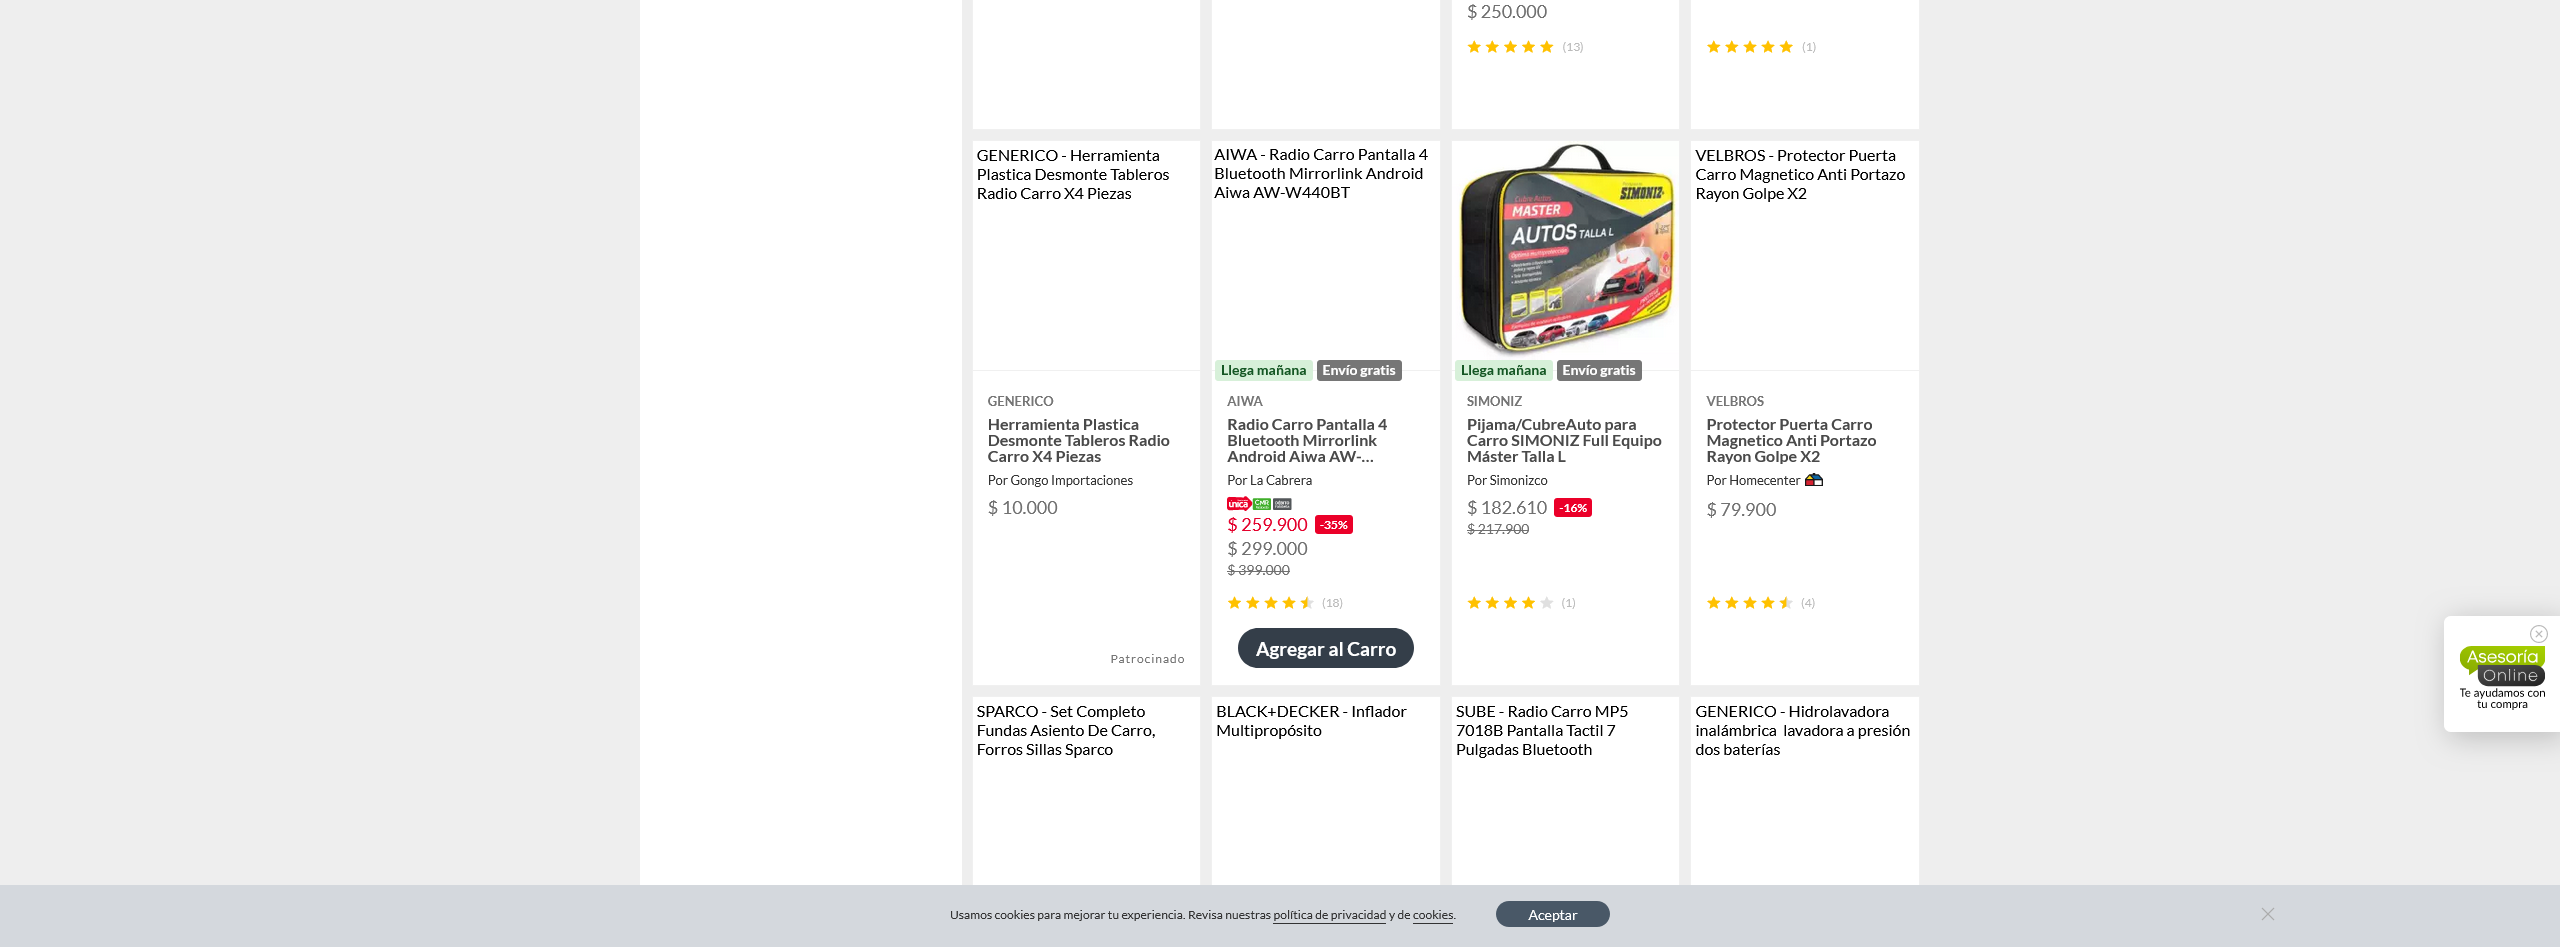 $ 250.000
(13)
(1)
GENERICO - Herramienta
Plastica Desmonte Tableros
Radio Carro X4 Piezas
AIWA - Radio Carro Pantalla 4
Bluetooth Mirrorlink Android
Aiwa AW-W440BT
SIMONIZ
Cubre Autos
MASTER
AUTOS TALLA L
VELBROS - Protector Puerta
Carro Magnetico Anti Portazo
Rayon Golpe X2
GENERICO
Herramienta Plastica
Desmonte Tableros Radio
Carro X4 Piezas
Por Gongo Importaciones
$ 10.000
Patrocinado
Llega mañana Envío gratis
AIWA
Radio Carro Pantalla 4
Bluetooth Mirrorlink
Android Aiwa AW-...
Por La Cabrera
única CMR
$ 259.900 -35%
$ 299.000
$ 399.000
(18)
Agregar al Carro
Llega mañana Envío gratis
SIMONIZ
Pijama/CubreAuto para
Carro SIMONIZ Full Equipo
Máster Talla L
Por Simonizco
$ 182.610 -16%
$ 217.900
(1)
VELBROS
Protector Puerta Carro
Magnetico Anti Portazo
Rayon Golpe X2
Por Homecenter
$ 79.900
(4)
SPARCO - Set Completo
Fundas Asiento De Carro,
Forros Sillas Sparco
BLACK+DECKER - Inflador
Multipropósito
SUBE - Radio Carro MP5
7018B Pantalla Tactil 7
Pulgadas Bluetooth
GENERICO - Hidrolavadora
inalámbrica lavadora a presión
dos baterías
Asesoría
Online
Te ayudamos con
tu compra
Usamos cookies para mejorar tu experiencia. Revisa nuestras política de privacidad y de cookies.
Aceptar